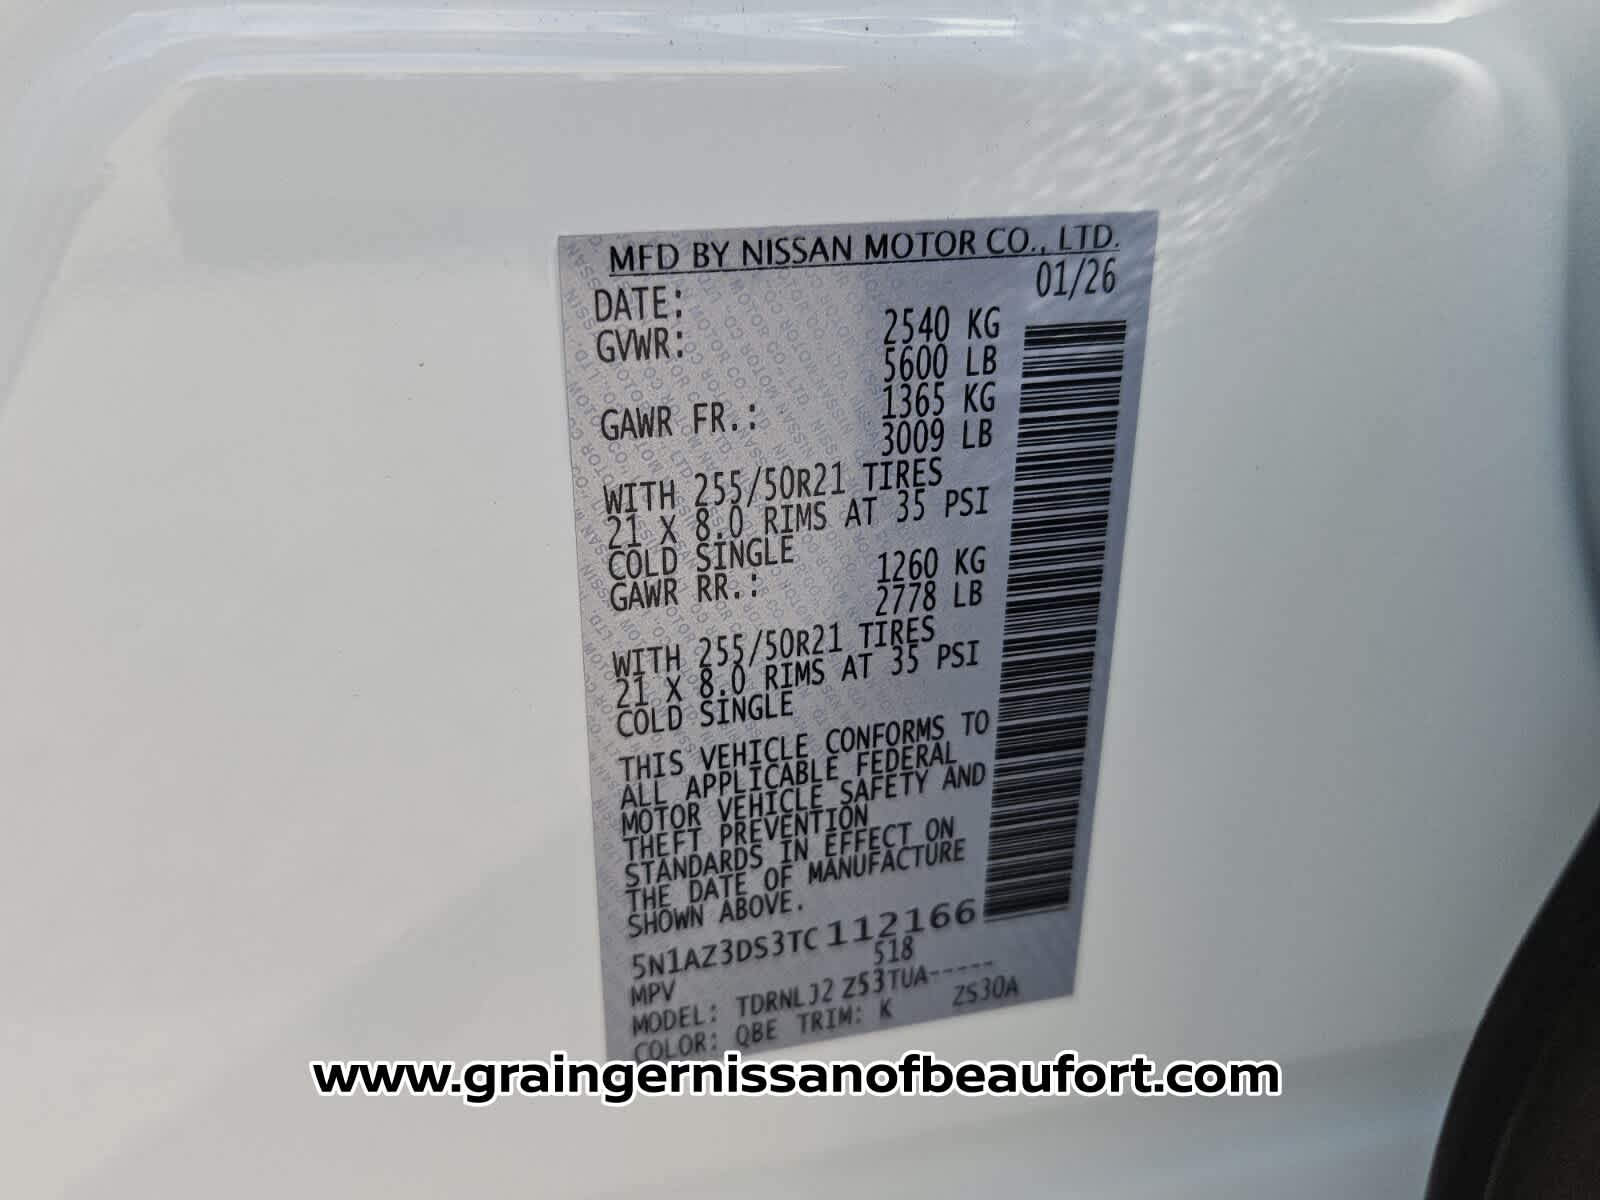 MFD BY NISSAN MOTOR CO., LTD.
DATE: 01/26
GVWR: 2540 KG
5600 LB
GAWR FR.: 1365 KG
3009 LB
WITH 255/50R21 TIRES
21 X 8.0 RIMS AT 35 PSI
COLD SINGLE
GAWR RR.: 1260 KG
2778 LB
WITH 255/50R21 TIRES
21 X 8.0 RIMS AT 35 PSI
COLD SINGLE
THIS VEHICLE CONFORMS TO
ALL APPLICABLE FEDERAL
MOTOR VEHICLE SAFETY AND
THEFT PREVENTION
STANDARDS IN EFFECT ON
THE DATE OF MANUFACTURE
SHOWN ABOVE.
5N1AZ3DS3TC112166
MPV 518
MODEL: TDRNLJ2 Z53TUA-----
COLOR: QBE TRIM: K ZS30A
www.graingernissanofbeaufort.com